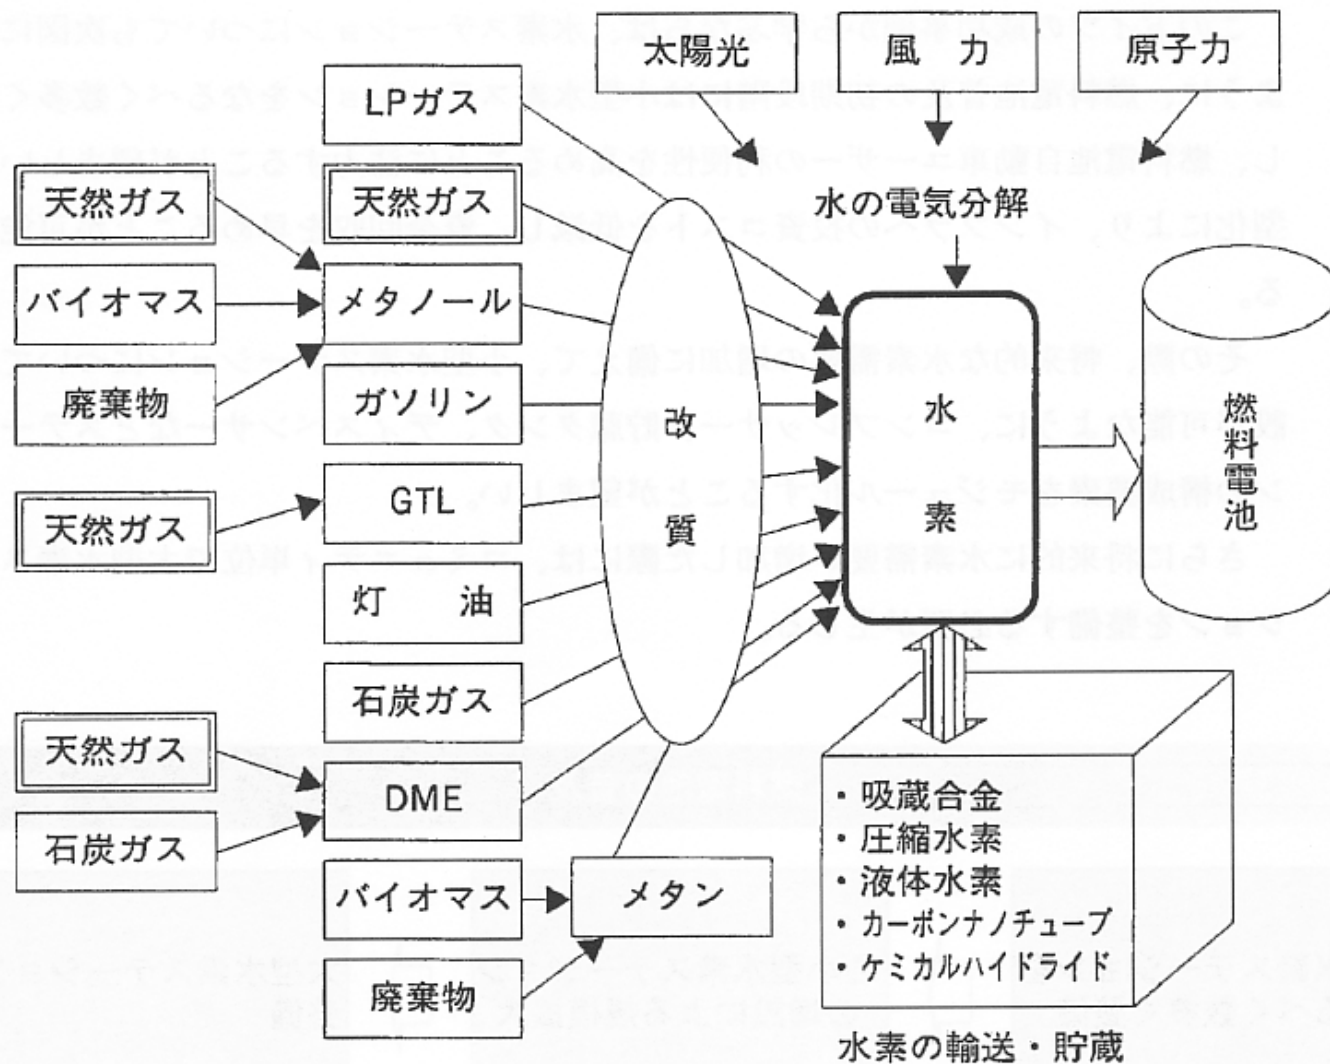 太陽光
風 力
原子力
LPガス
天然ガス
天然ガス
水の電気分解
バイオマス
メタノール
廃棄物
ガソリン
改質
水素
燃料電池
天然ガス
GTL
灯 油
石炭ガス
天然ガス
DME
石炭ガス
バイオマス
メタン
廃棄物
・吸蔵合金
・圧縮水素
・液体水素
・カーボンナノチューブ
・ケミカルハイドライド
水素の輸送・貯蔵